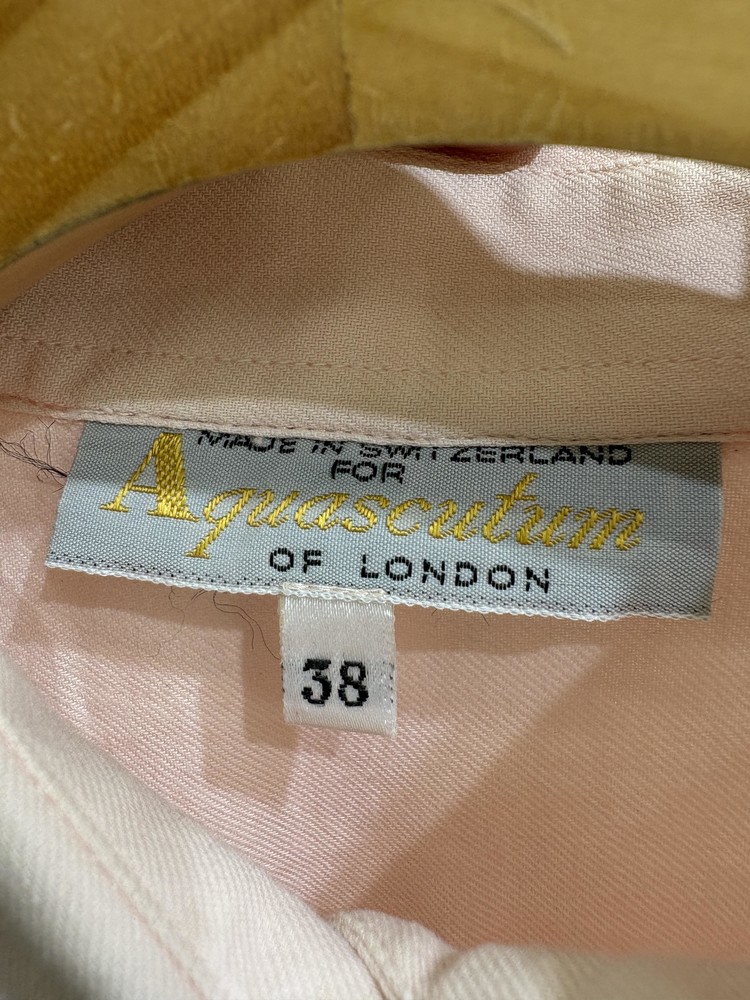 MADE IN SWITZERLAND
FOR
Aquascutum
OF LONDON
38